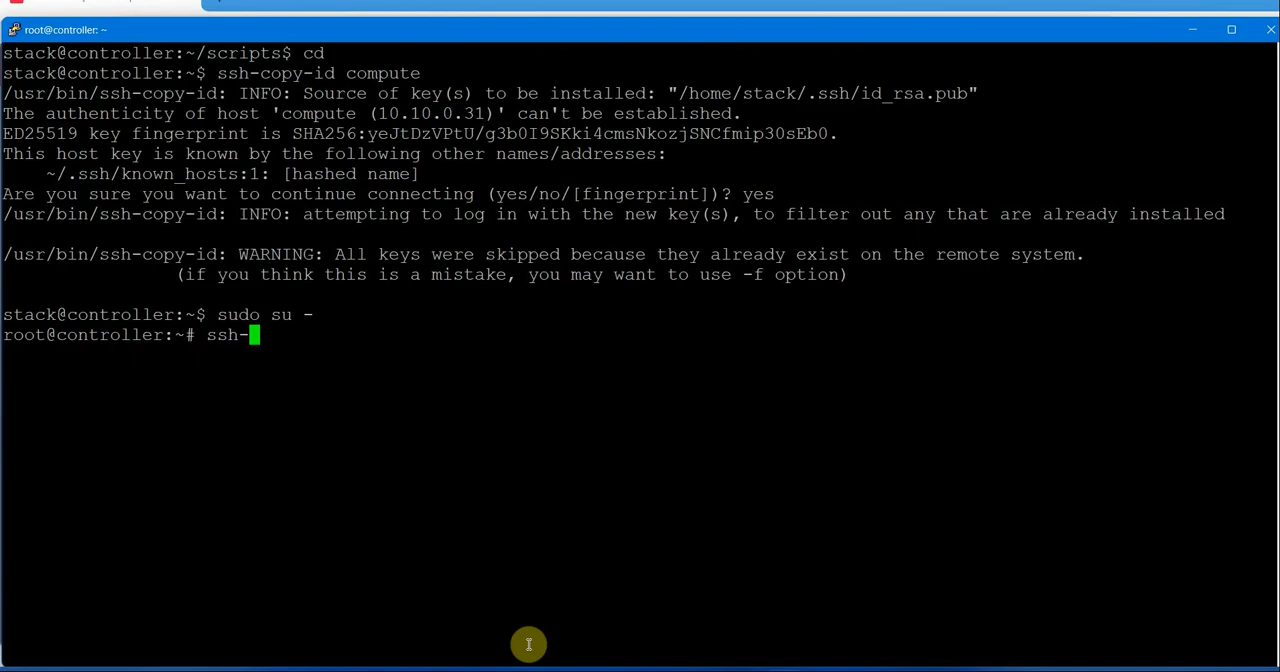 root@controller: ~
stack@controller:~/scripts$ cd
stack@controller:~$ ssh-copy-id compute
/usr/bin/ssh-copy-id: INFO: Source of key(s) to be installed: "/home/stack/.ssh/id_rsa.pub"
The authenticity of host 'compute (10.10.0.31)' can't be established.
ED25519 key fingerprint is SHA256:yeJtDzVPtU/g3b0I9SKki4cmsNkozjSNCfmip30sEb0.
This host key is known by the following other names/addresses:
    ~/.ssh/known_hosts:1: [hashed name]
Are you sure you want to continue connecting (yes/no/[fingerprint])? yes
/usr/bin/ssh-copy-id: INFO: attempting to log in with the new key(s), to filter out any that are already installed
/usr/bin/ssh-copy-id: WARNING: All keys were skipped because they already exist on the remote system.
                (if you think this is a mistake, you may want to use -f option)
stack@controller:~$ sudo su -
root@controller:~# ssh-